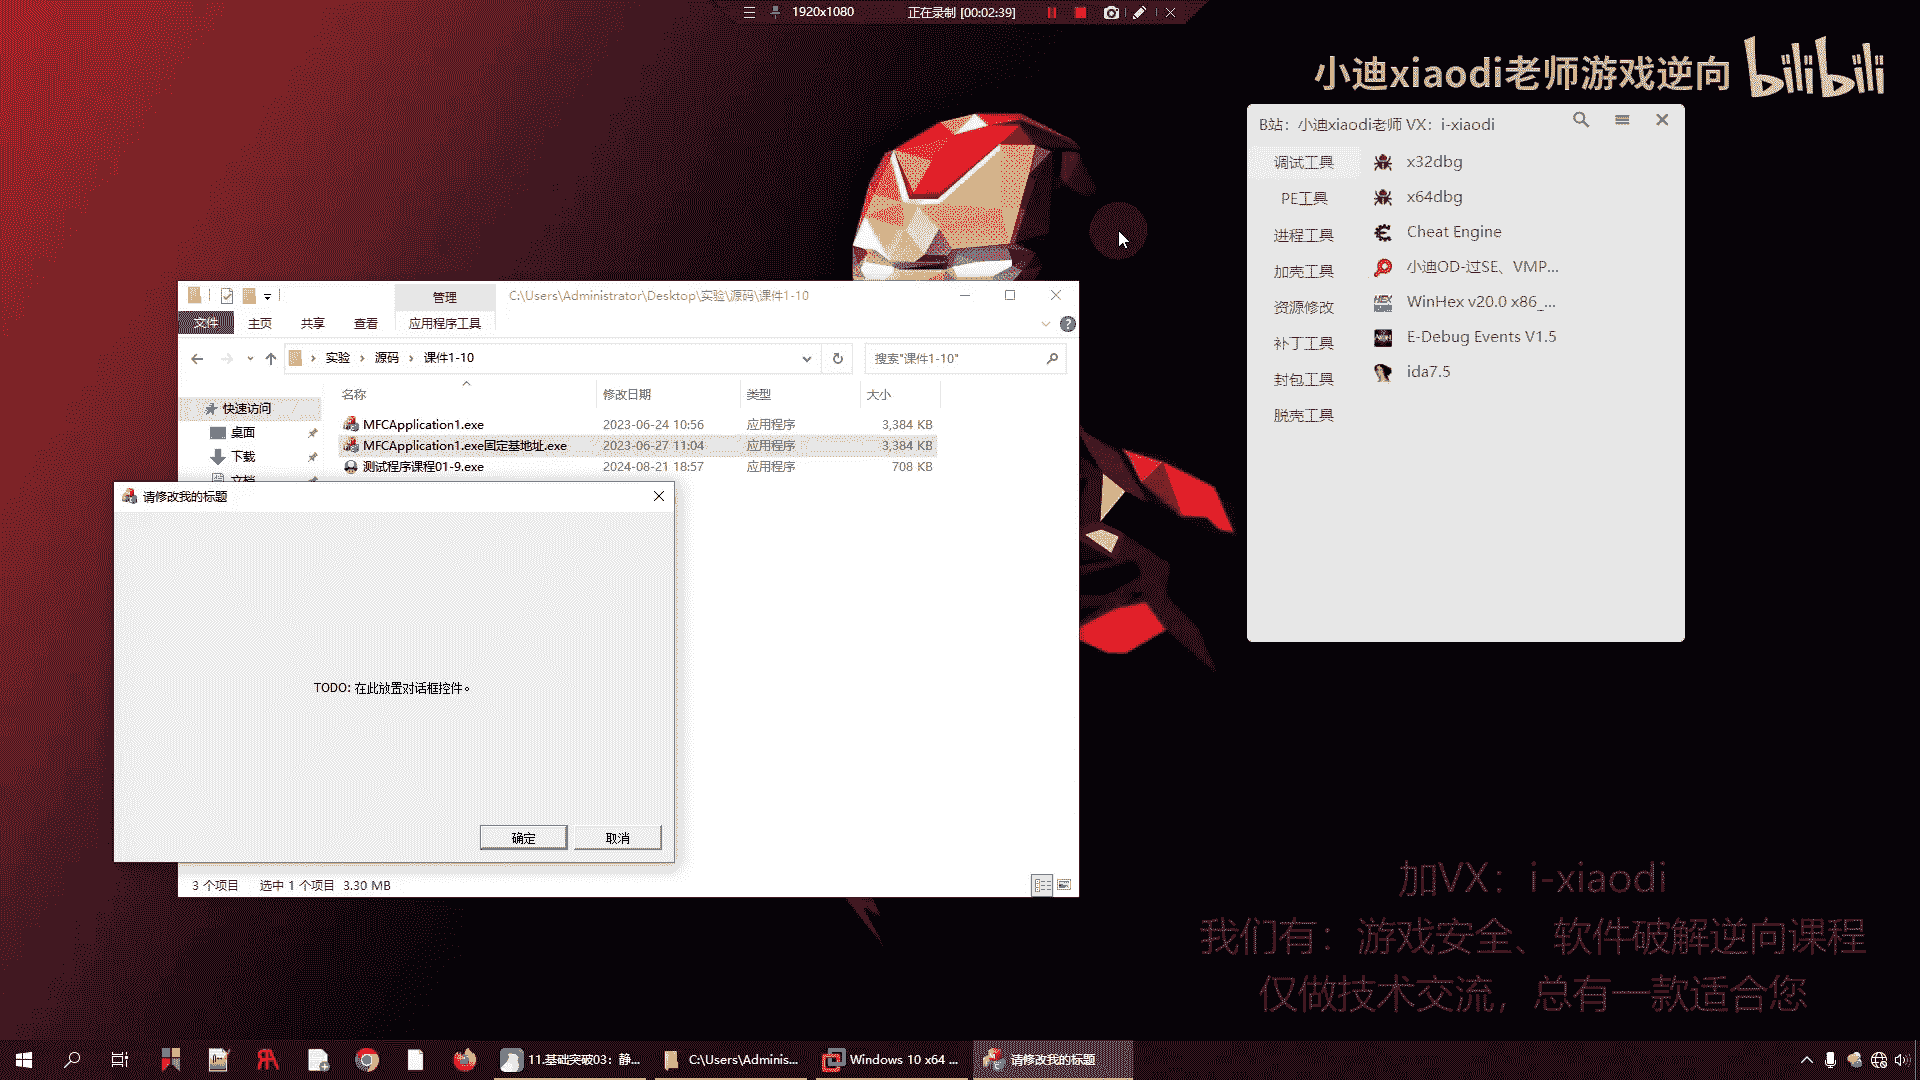 1920x1080 正在录制 [00:02:39]
小迪xiaodi老师游戏逆向 bilibili
B站：小迪xiaodi老师 VX：i-xiaodi
调试工具
PE工具
进程工具
加壳工具
资源修改
补丁工具
封包工具
脱壳工具
x32dbg
x64dbg
Cheat Engine
小迪OD-过SE、VMP...
WinHex v20.0 x86_...
E-Debug Events V1.5
ida7.5
管理 C:\Users\Administrator\Desktop\实验\源码\课件1-10
文件 主页 共享 查看 应用程序工具
实验 源码 课件1-10 搜索"课件1-10"
名称 修改日期 类型 大小
快速访问
桌面
下载
文档
MFCApplication1.exe 2023-06-24 10:56 应用程序 3,384 KB
MFCApplication1.exe固定基地址.exe 2023-06-27 11:04 应用程序 3,384 KB
测试程序课程01-9.exe 2024-08-21 18:57 应用程序 708 KB
请修改我的标题
TODO: 在此放置对话框控件。
确定 取消
3 个项目 选中 1 个项目 3.30 MB
加VX：i-xiaodi
我们有：游戏安全、软件破解逆向课程
仅做技术交流，总有一款适合您
11.基础突破03：静... C:\Users\Adminis... Windows 10 x64 ... 请修改我的标题